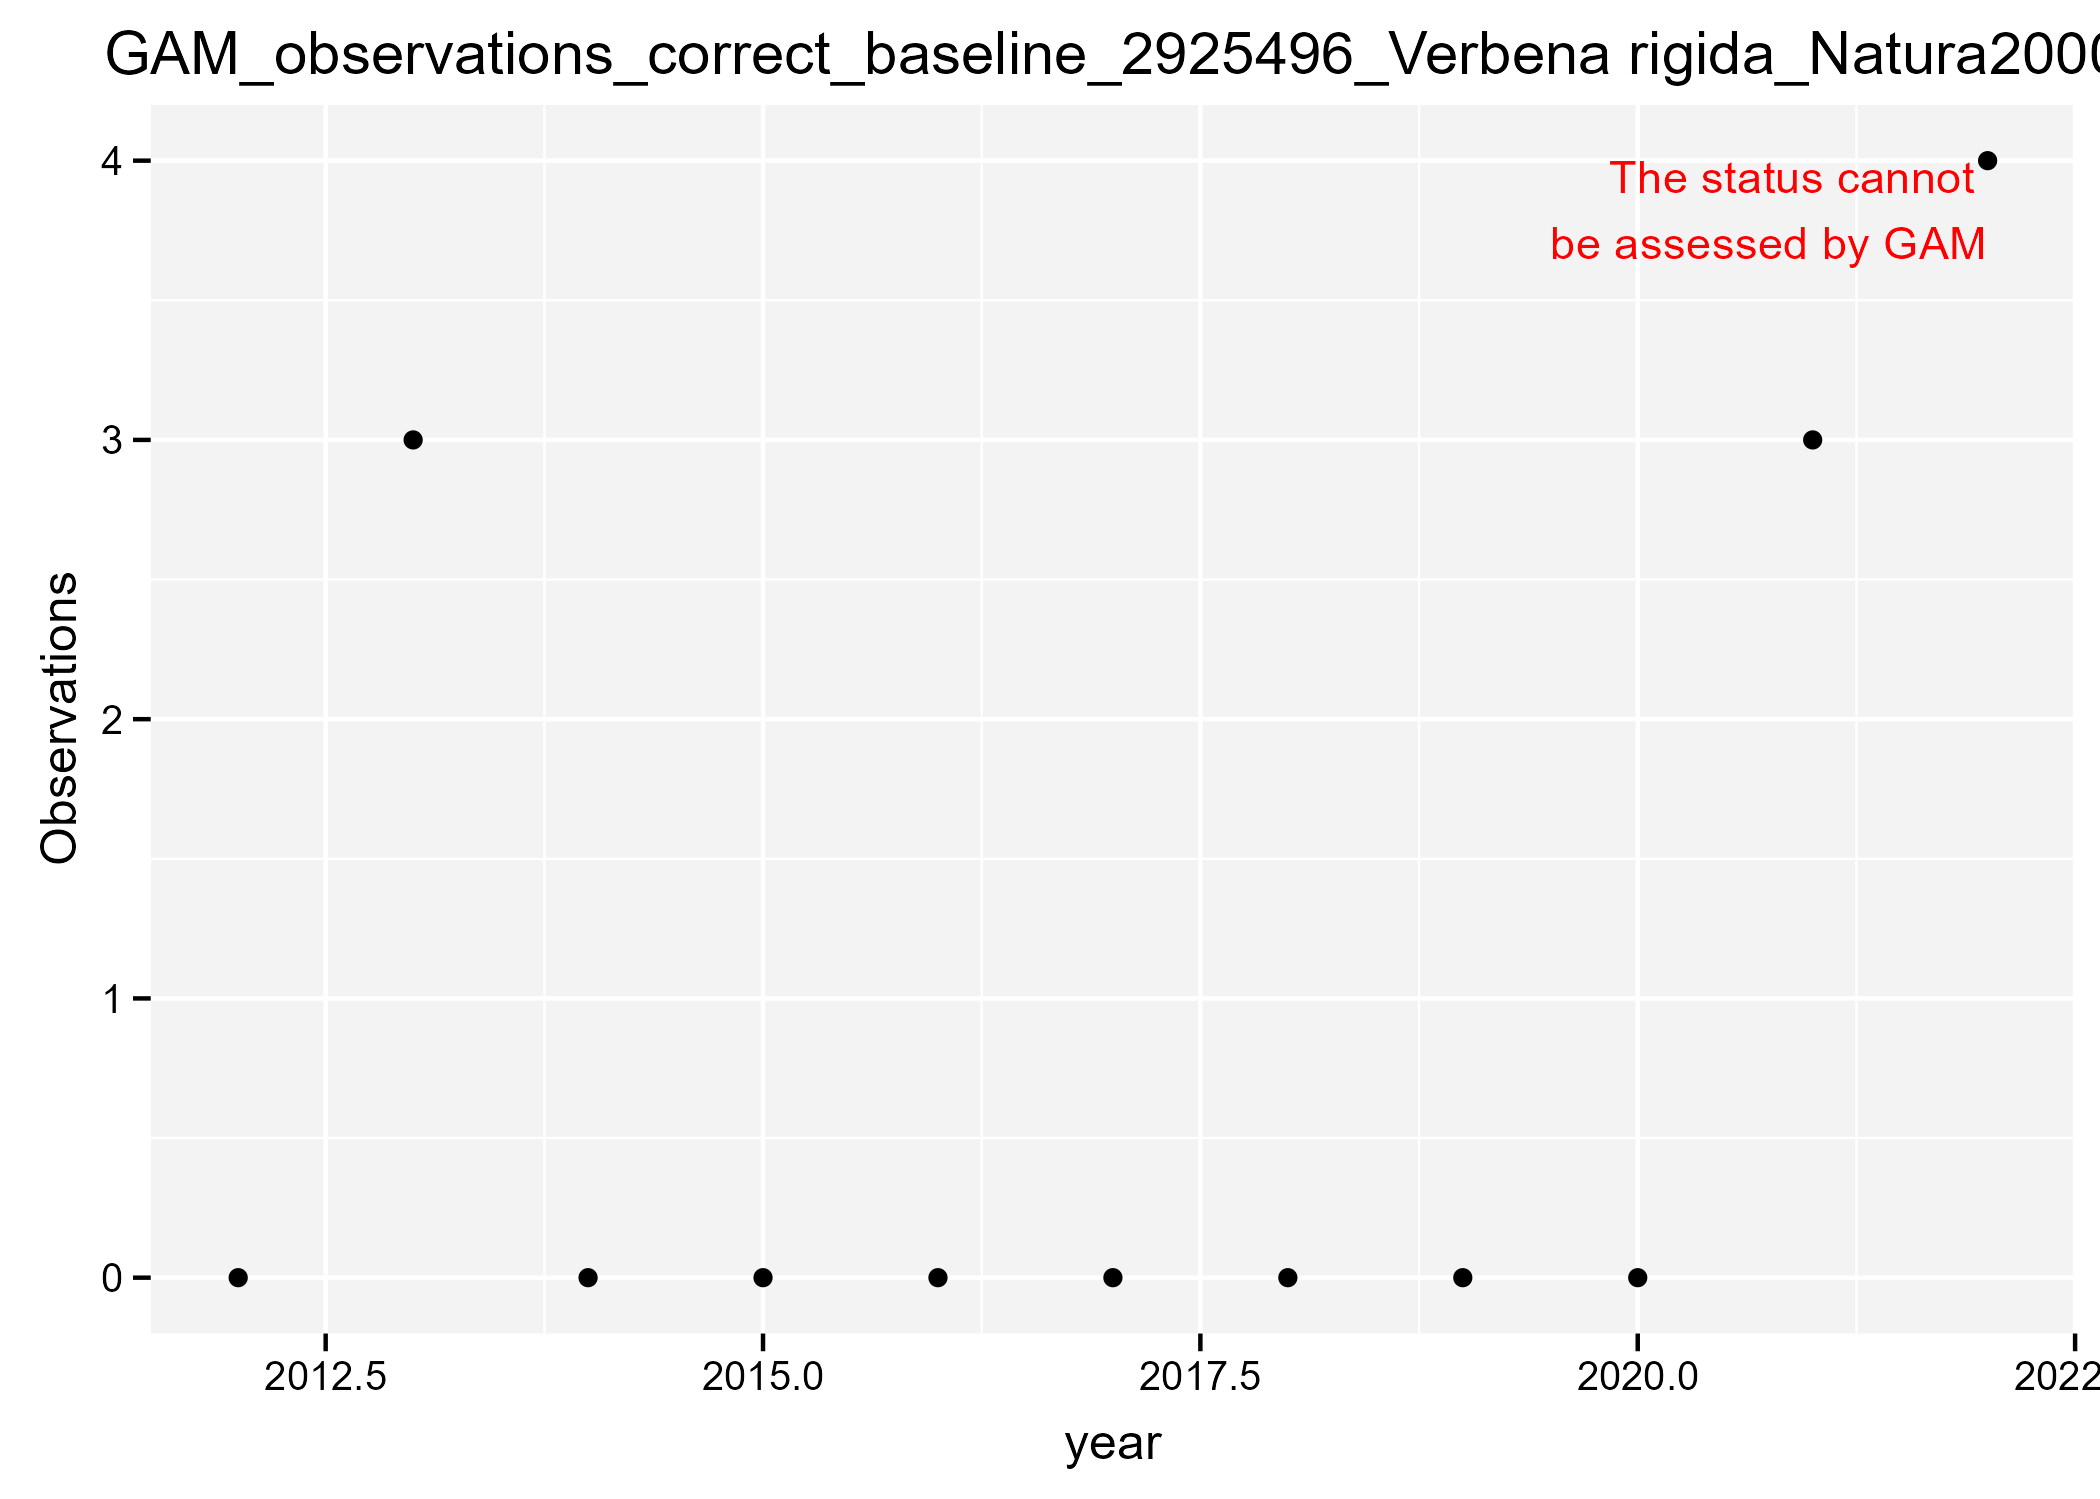 GAM_observations_correct_baseline_2925496_Verbena rigida_Natura2000
4
The status cannot
be assessed by GAM
3
2
1
0
Observations
2012.5
2015.0
2017.5
2020.0
2022
year